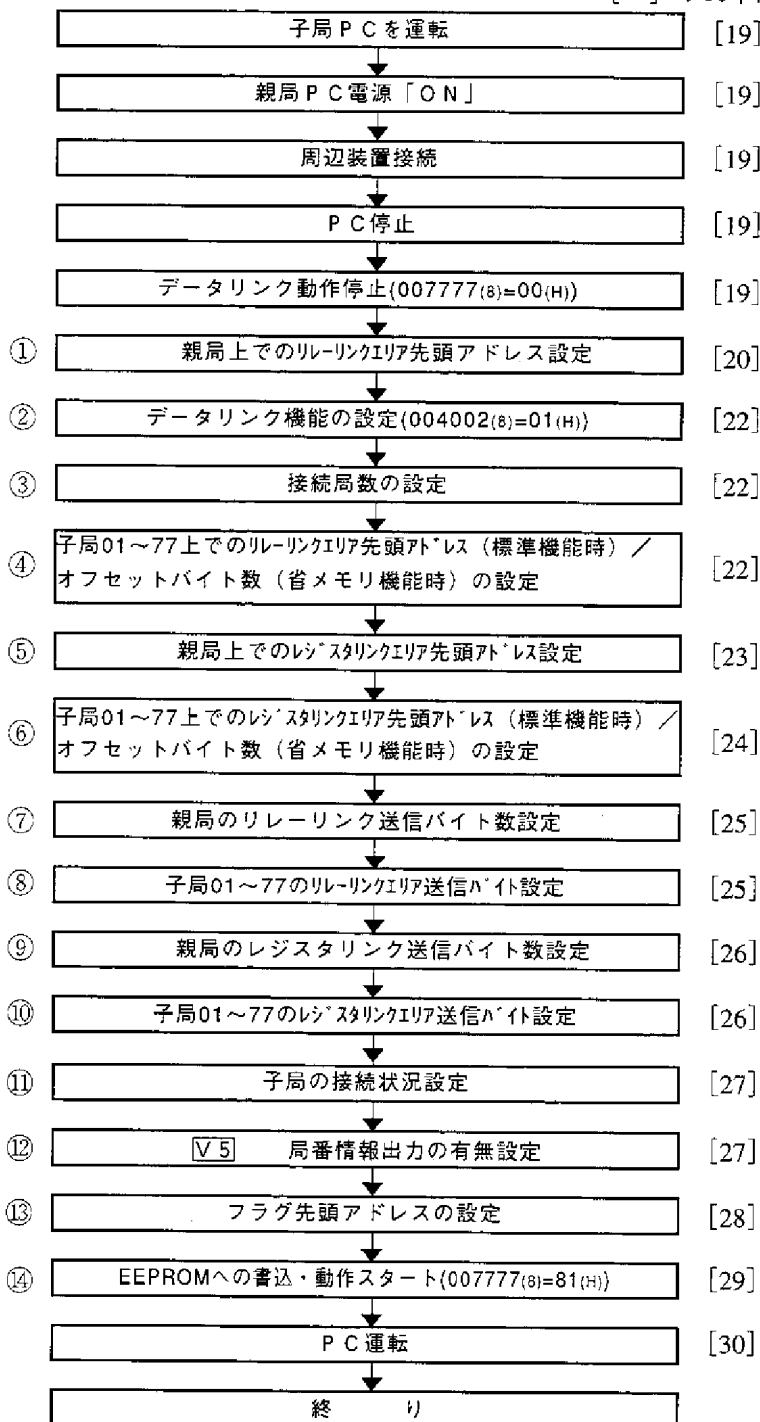 子局ＰＣを運転 [19]
親局ＰＣ電源「ＯＮ」 [19]
周辺装置接続 [19]
ＰＣ停止 [19]
データリンク動作停止(007777(8)=00(H)) [19]
① 親局上でのﾘﾚｰﾘﾝｸｴﾘｱ先頭アドレス設定 [20]
② データリンク機能の設定(004002(8)=01(H)) [22]
③ 接続局数の設定 [22]
④ 子局01～77上でのﾘﾚｰﾘﾝｸｴﾘｱ先頭ｱﾄﾞﾚｽ（標準機能時）／
オフセットバイト数（省メモリ機能時）の設定 [22]
⑤ 親局上でのﾚｼﾞｽﾀﾘﾝｸｴﾘｱ先頭ｱﾄﾞﾚｽ設定 [23]
⑥ 子局01～77上でのﾚｼﾞｽﾀﾘﾝｸｴﾘｱ先頭ｱﾄﾞﾚｽ（標準機能時）／
オフセットバイト数（省メモリ機能時）の設定 [24]
⑦ 親局のリレーリンク送信バイト数設定 [25]
⑧ 子局01～77のﾘﾚｰﾘﾝｸｴﾘｱ送信ﾊﾞｲﾄ設定 [25]
⑨ 親局のレジスタリンク送信バイト数設定 [26]
⑩ 子局01～77のﾚｼﾞｽﾀﾘﾝｸｴﾘｱ送信ﾊﾞｲﾄ設定 [26]
⑪ 子局の接続状況設定 [27]
⑫ V5 局番情報出力の有無設定 [27]
⑬ フラグ先頭アドレスの設定 [28]
⑭ EEPROMへの書込・動作スタート(007777(8)=81(H)) [29]
ＰＣ運転 [30]
終 り